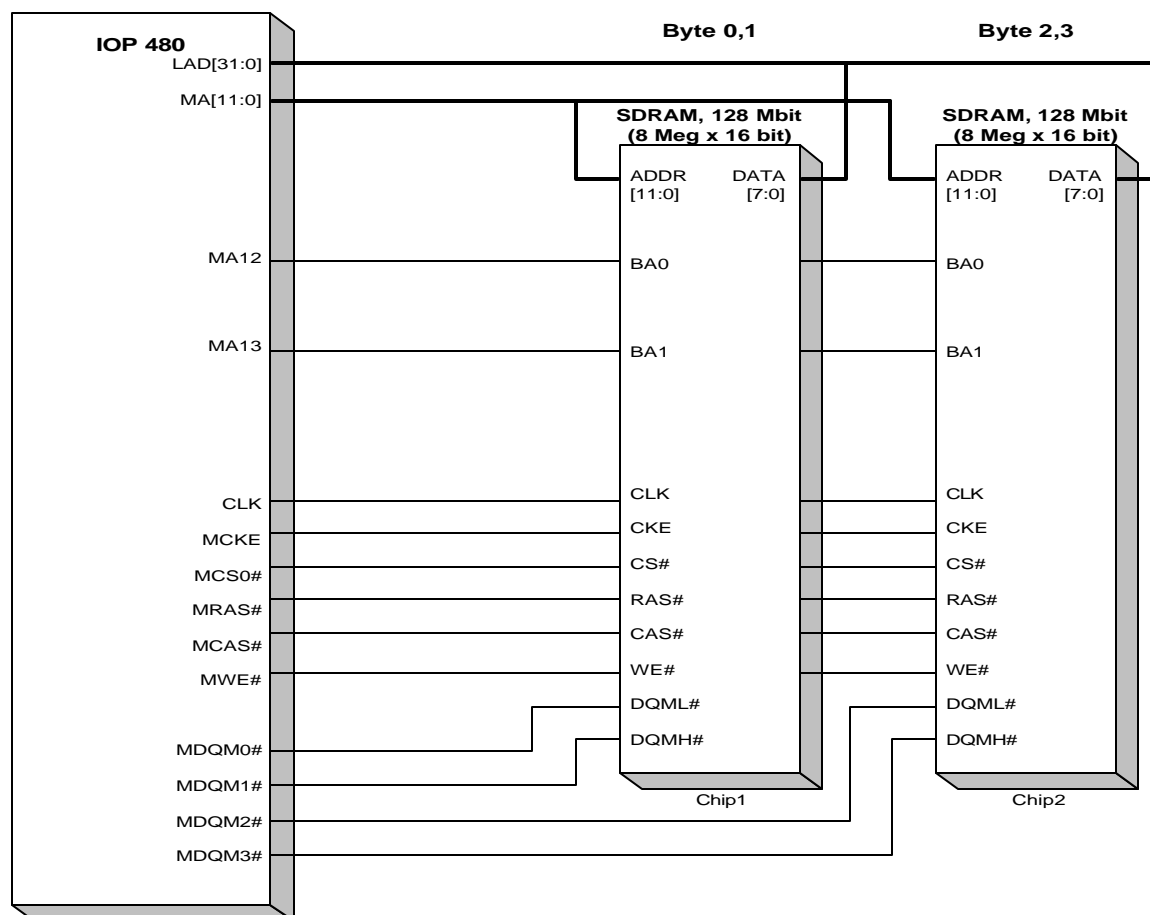 IOP 480
LAD[31:0]
MA[11:0]
MA12
MA13
CLK
MCKE
MCS0#
MRAS#
MCAS#
MWE#
MDQM0#
MDQM1#
MDQM2#
MDQM3#
Byte 0,1
SDRAM, 128 Mbit
(8 Meg x 16 bit)
ADDR DATA
[11:0] [7:0]
BA0
BA1
CLK
CKE
CS#
RAS#
CAS#
WE#
DQML#
DQMH#
Chip1
Byte 2,3
SDRAM, 128 Mbit
(8 Meg x 16 bit)
ADDR DATA
[11:0] [7:0]
BA0
BA1
CLK
CKE
CS#
RAS#
CAS#
WE#
DQML#
DQMH#
Chip2